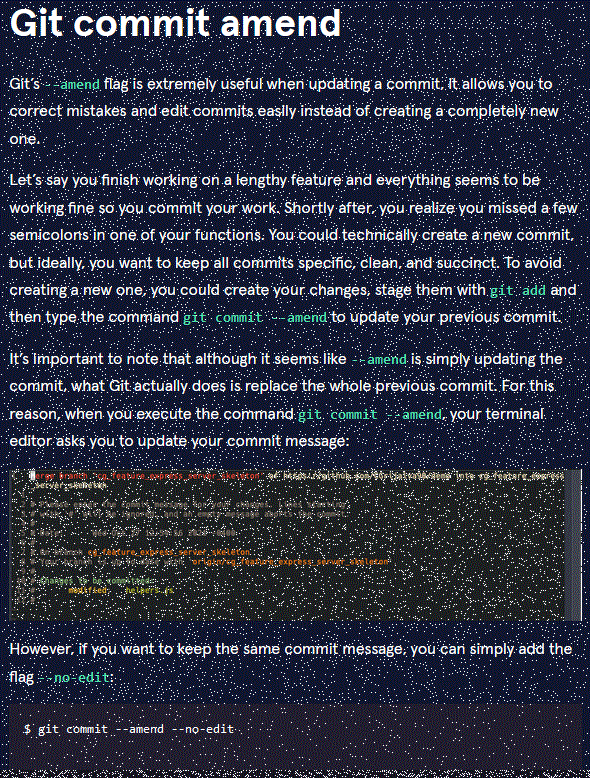 Git commit amend
Git's --amend flag is extremely useful when updating a commit, it allows you to
correct mistakes and edit commits easily instead of creating a completely new
one.
Let's say you finish working on a lengthy feature and everything seems to be
working fine so you commit your work. Shortly after, you realize you missed a few
semicolons in one of your functions. You could technically create a new commit,
but ideally, you want to keep all commits specific, clean, and succinct. To avoid
creating a new one, you could create your changes, stage them with git add and
then type the command git commit --amend to update your previous commit.
It's important to note that although it seems like --amend is simply updating the
commit, what Git actually does is replace the whole previous commit. For this
reason, when you execute the command git commit --amend, your terminal
editor asks you to update your commit message:
However, if you want to keep the same commit message, you can simply add the
flag --no-edit:
$ git commit --amend --no-edit